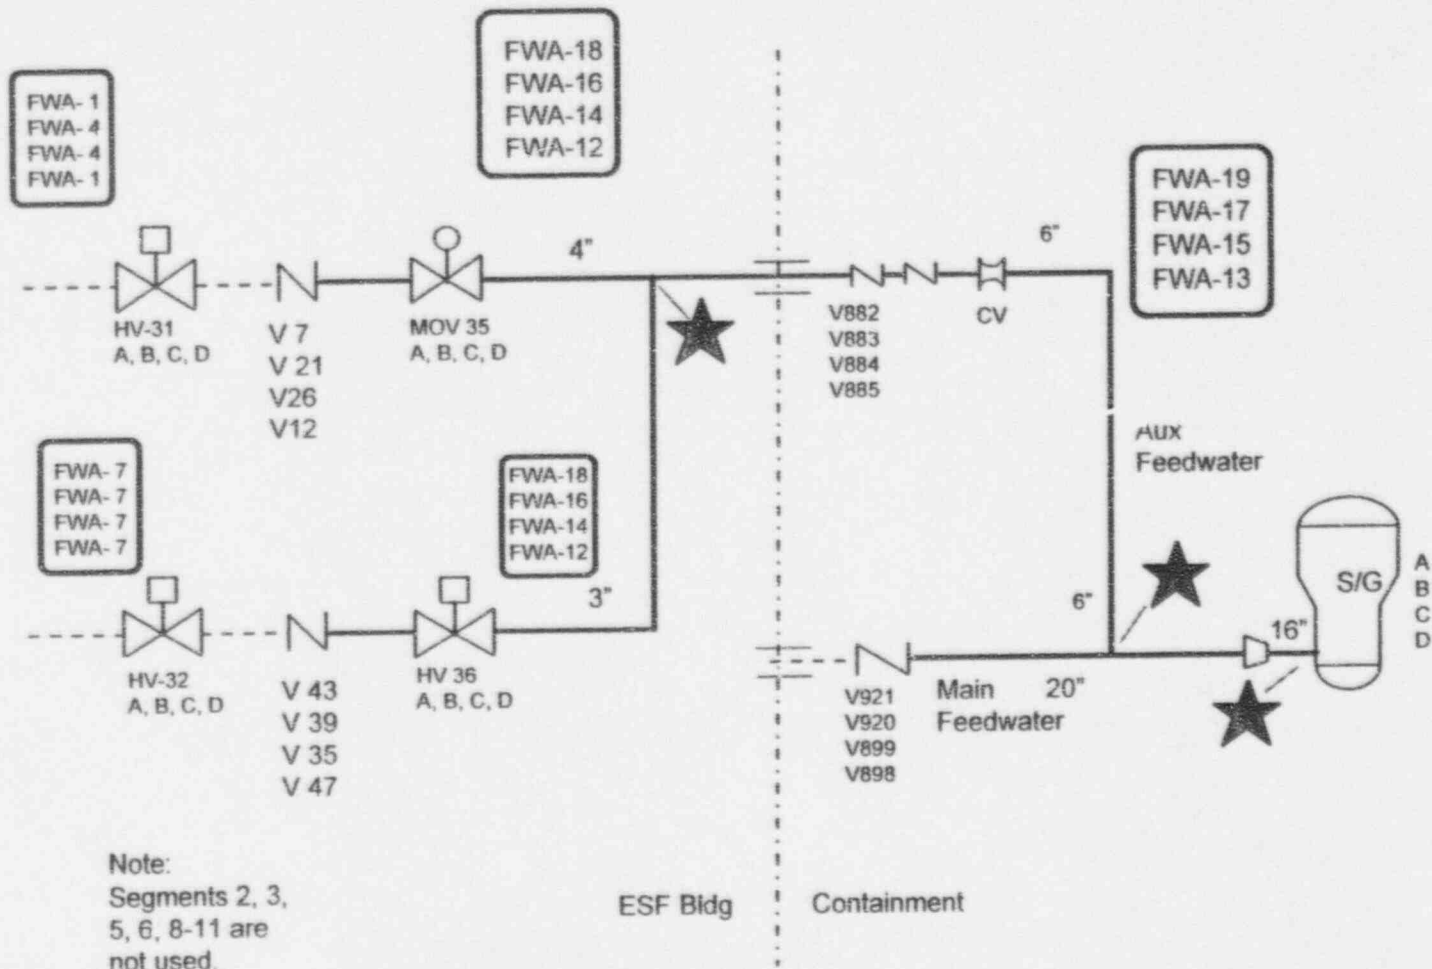 FWA-18
FWA-16
FWA-14
FWA-12
FWA- 1
FWA- 4
FWA- 4
FWA- 1
FWA-19
FWA-17
FWA-15
FWA-13
4"
6"
HV-31
A, B, C, D
V 7
V 21
V26
V12
MOV 35
A, B, C, D
V882
V883
V884
V885
CV
Aux
Feedwater
FWA- 7
FWA- 7
FWA- 7
FWA- 7
FWA-18
FWA-16
FWA-14
FWA-12
3"
6"
S/G
A
B
C
D
16"
HV-32
A, B, C, D
V 43
V 39
V 35
V 47
HV 36
A, B, C, D
V921
V920
V899
V898
Main 20"
Feedwater
Note:
Segments 2, 3,
5, 6, 8-11 are
not used.
ESF Bldg
Containment